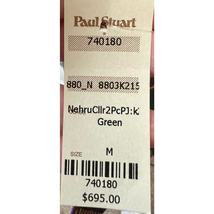 Paul Stuart
740180
880_N 8803K215
NehruCllr2PcPJ:k
Green
SIZE
M
740180
$695.00